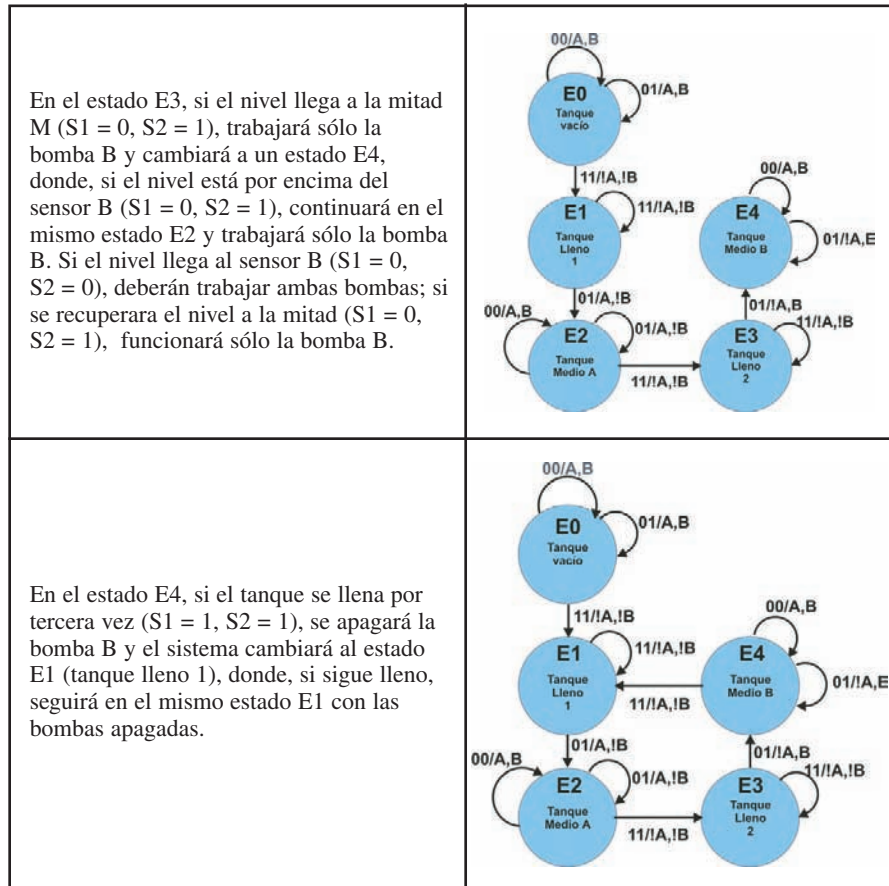 En el estado E3, si el nivel llega a la mitad
M (S1 = 0, S2 = 1), trabajará sólo la
bomba B y cambiará a un estado E4,
donde, si el nivel está por encima del
sensor B (S1 = 0, S2 = 1), continuará en el
mismo estado E2 y trabajará sólo la bomba
B. Si el nivel llega al sensor B (S1 = 0,
S2 = 0), deberán trabajar ambas bombas; si
se recuperara el nivel a la mitad (S1 = 0,
S2 = 1), funcionará sólo la bomba B.
00/A,B
E0
Tanque
vacío
01/A,B
11/!A,!B
E1
Tanque
Lleno
1
11/!A,!B
00/A,B
E4
Tanque
Medio B
01/!A,E
01/A,!B
01/!A,B
00/A,B
E2
Tanque
Medio A
01/A,!B
11/!A,!B
E3
Tanque
Lleno
2
11/!A,!B
En el estado E4, si el tanque se llena por
tercera vez (S1 = 1, S2 = 1), se apagará la
bomba B y el sistema cambiará al estado
E1 (tanque lleno 1), donde, si sigue lleno,
seguirá en el mismo estado E1 con las
bombas apagadas.
00/A,B
E0
Tanque
vacío
01/A,B
11/!A,!B
E1
Tanque
Lleno
1
11/!A,!B
11/!A,!B
00/A,B
E4
Tanque
Medio B
01/!A,E
01/A,!B
01/!A,B
00/A,B
E2
Tanque
Medio A
01/A,!B
11/!A,!B
E3
Tanque
Lleno
2
11/!A,!B